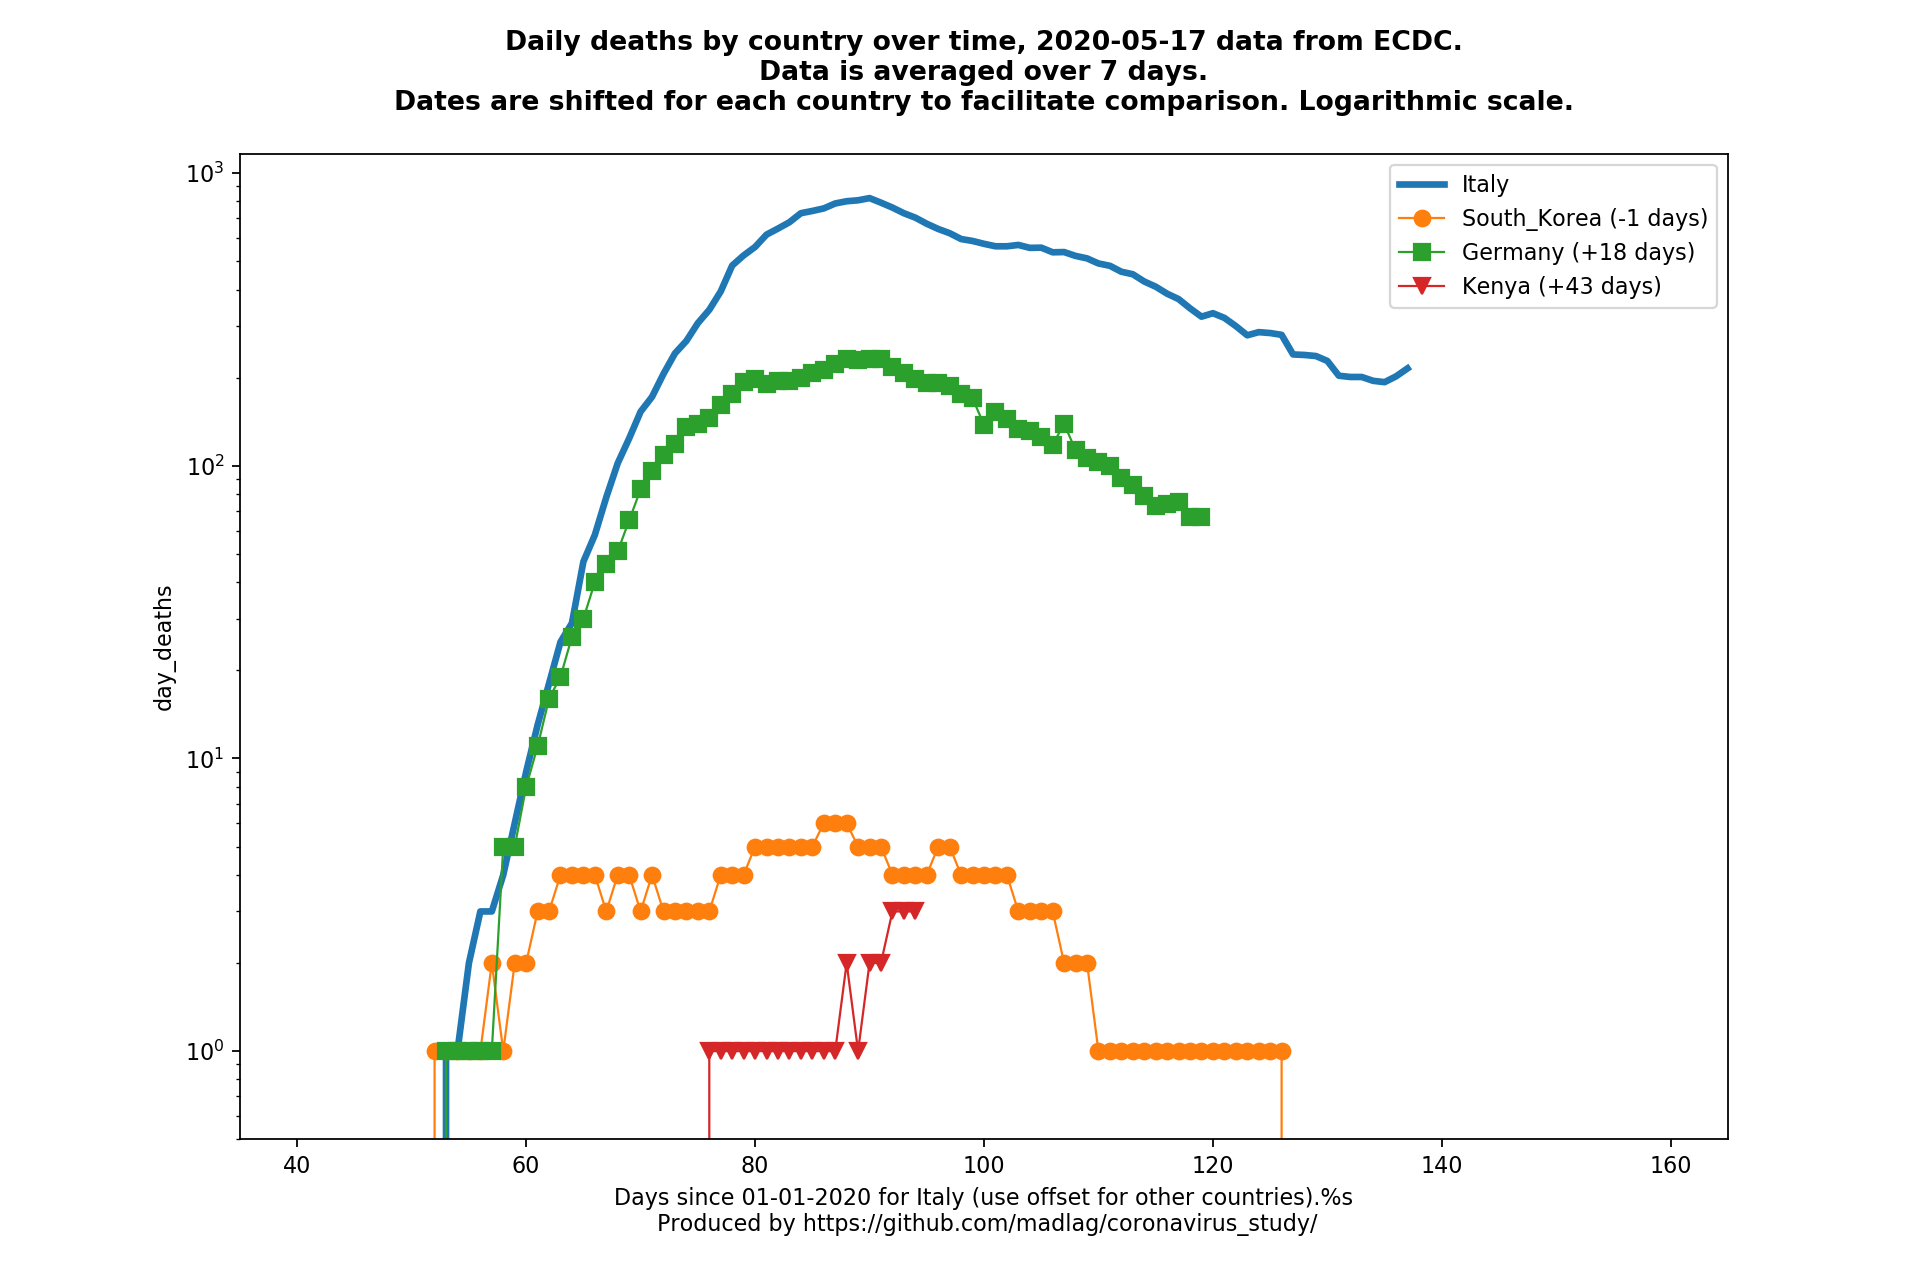 Daily deaths by country over time, 2020-05-17 data from ECDC.
Data is averaged over 7 days.
Dates are shifted for each country to facilitate comparison. Logarithmic scale.
10³
10²
10¹
10⁰
day_deaths
Italy
South_Korea (-1 days)
Germany (+18 days)
Kenya (+43 days)
40 60 80 100 120 140 160
Days since 01-01-2020 for Italy (use offset for other countries).%s
Produced by https://github.com/madlag/coronavirus_study/